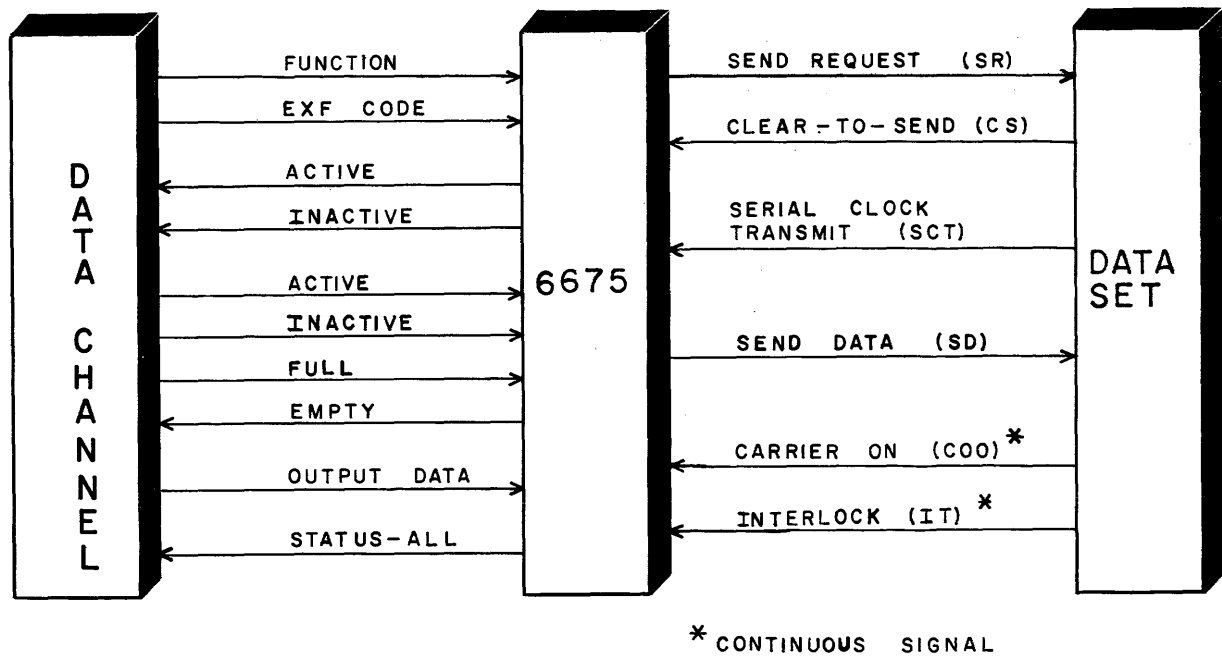 DATA CHANNEL
FUNCTION
EXF CODE
ACTIVE
INACTIVE
ACTIVE
INACTIVE
FULL
EMPTY
OUTPUT DATA
STATUS-ALL
6675
SEND REQUEST (SR)
CLEAR-TO-SEND (CS)
SERIAL CLOCK
TRANSMIT (SCT)
SEND DATA (SD)
CARRIER ON (COO)*
INTERLOCK (IT)*
DATA
SET
*CONTINUOUS SIGNAL